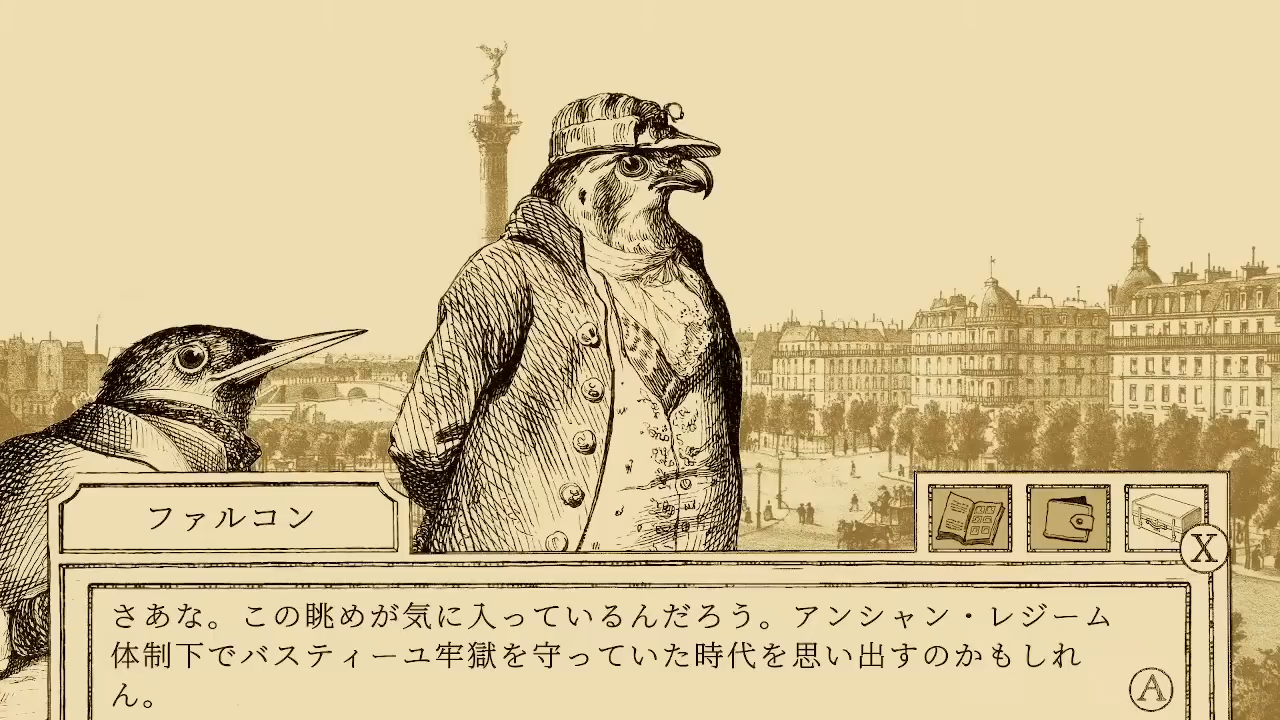 ファルコン
X
さあな。この眺めが気に入っているんだろう。アンシャン・レジーム
体制下でバスティーユ牢獄を守っていた時代を思い出すのかもしれ
ん。
A